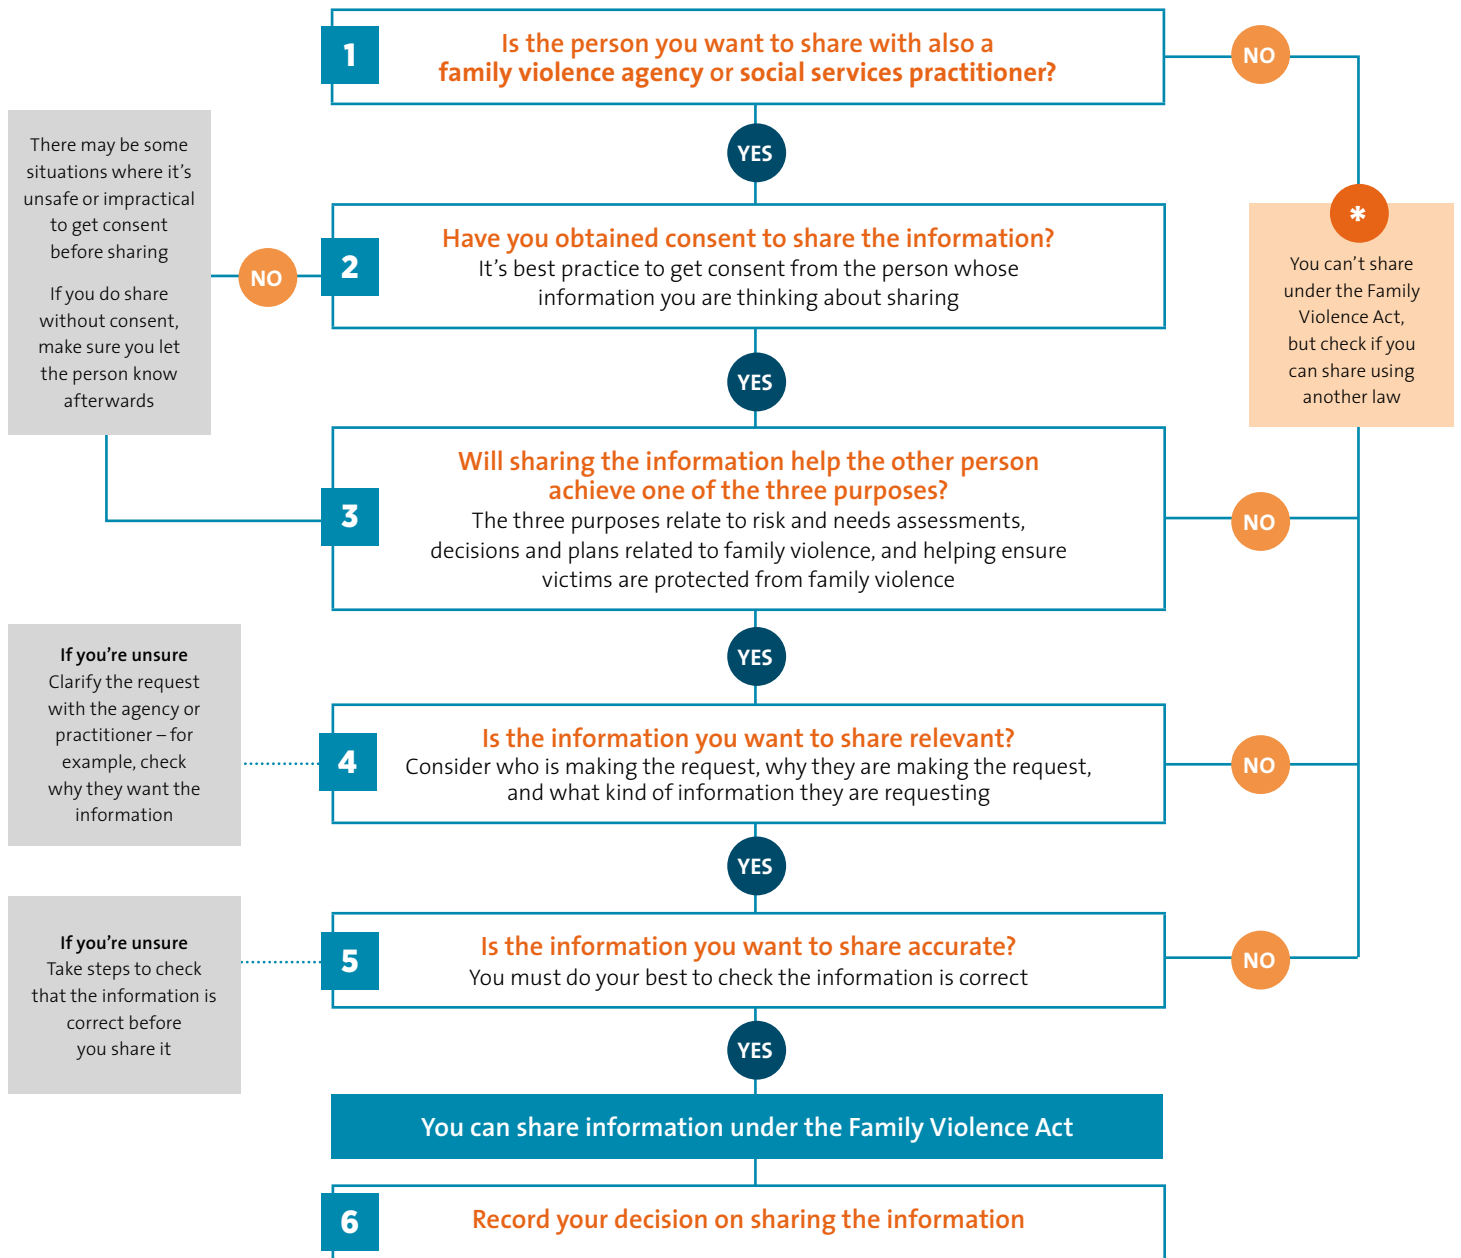 1
Is the person you want to share with also a
family violence agency or social services practitioner?
NO
YES
There may be some
situations where it's
unsafe or impractical
to get consent
before sharing
If you do share
without consent,
make sure you let
the person know
afterwards
NO
2
Have you obtained consent to share the information?
It's best practice to get consent from the person whose
information you are thinking about sharing
*
You can't share
under the Family
Violence Act,
but check if you
can share using
another law
YES
3
Will sharing the information help the other person
achieve one of the three purposes?
The three purposes relate to risk and needs assessments,
decisions and plans related to family violence, and helping ensure
victims are protected from family violence
NO
YES
If you're unsure
Clarify the request
with the agency or
practitioner – for
example, check
why they want the
information
4
Is the information you want to share relevant?
Consider who is making the request, why they are making the request,
and what kind of information they are requesting
NO
YES
If you're unsure
Take steps to check
that the information is
correct before
you share it
5
Is the information you want to share accurate?
You must do your best to check the information is correct
NO
YES
You can share information under the Family Violence Act
6
Record your decision on sharing the information